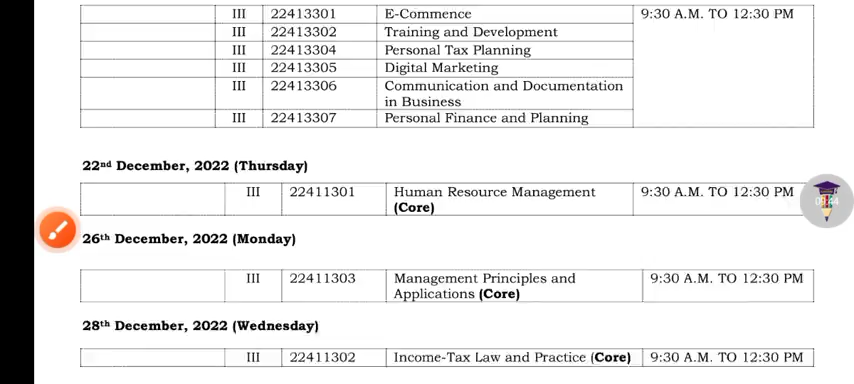 III 22413301 E-Commence 9:30 A.M. TO 12:30 PM
III 22413302 Training and Development
III 22413304 Personal Tax Planning
III 22413305 Digital Marketing
III 22413306 Communication and Documentation
in Business
III 22413307 Personal Finance and Planning
22nd December, 2022 (Thursday)
III 22411301 Human Resource Management 9:30 A.M. TO 12:30 PM
(Core)
26th December, 2022 (Monday)
III 22411303 Management Principles and 9:30 A.M. TO 12:30 PM
Applications (Core)
28th December, 2022 (Wednesday)
III 22411302 Income-Tax Law and Practice (Core) 9:30 A.M. TO 12:30 PM